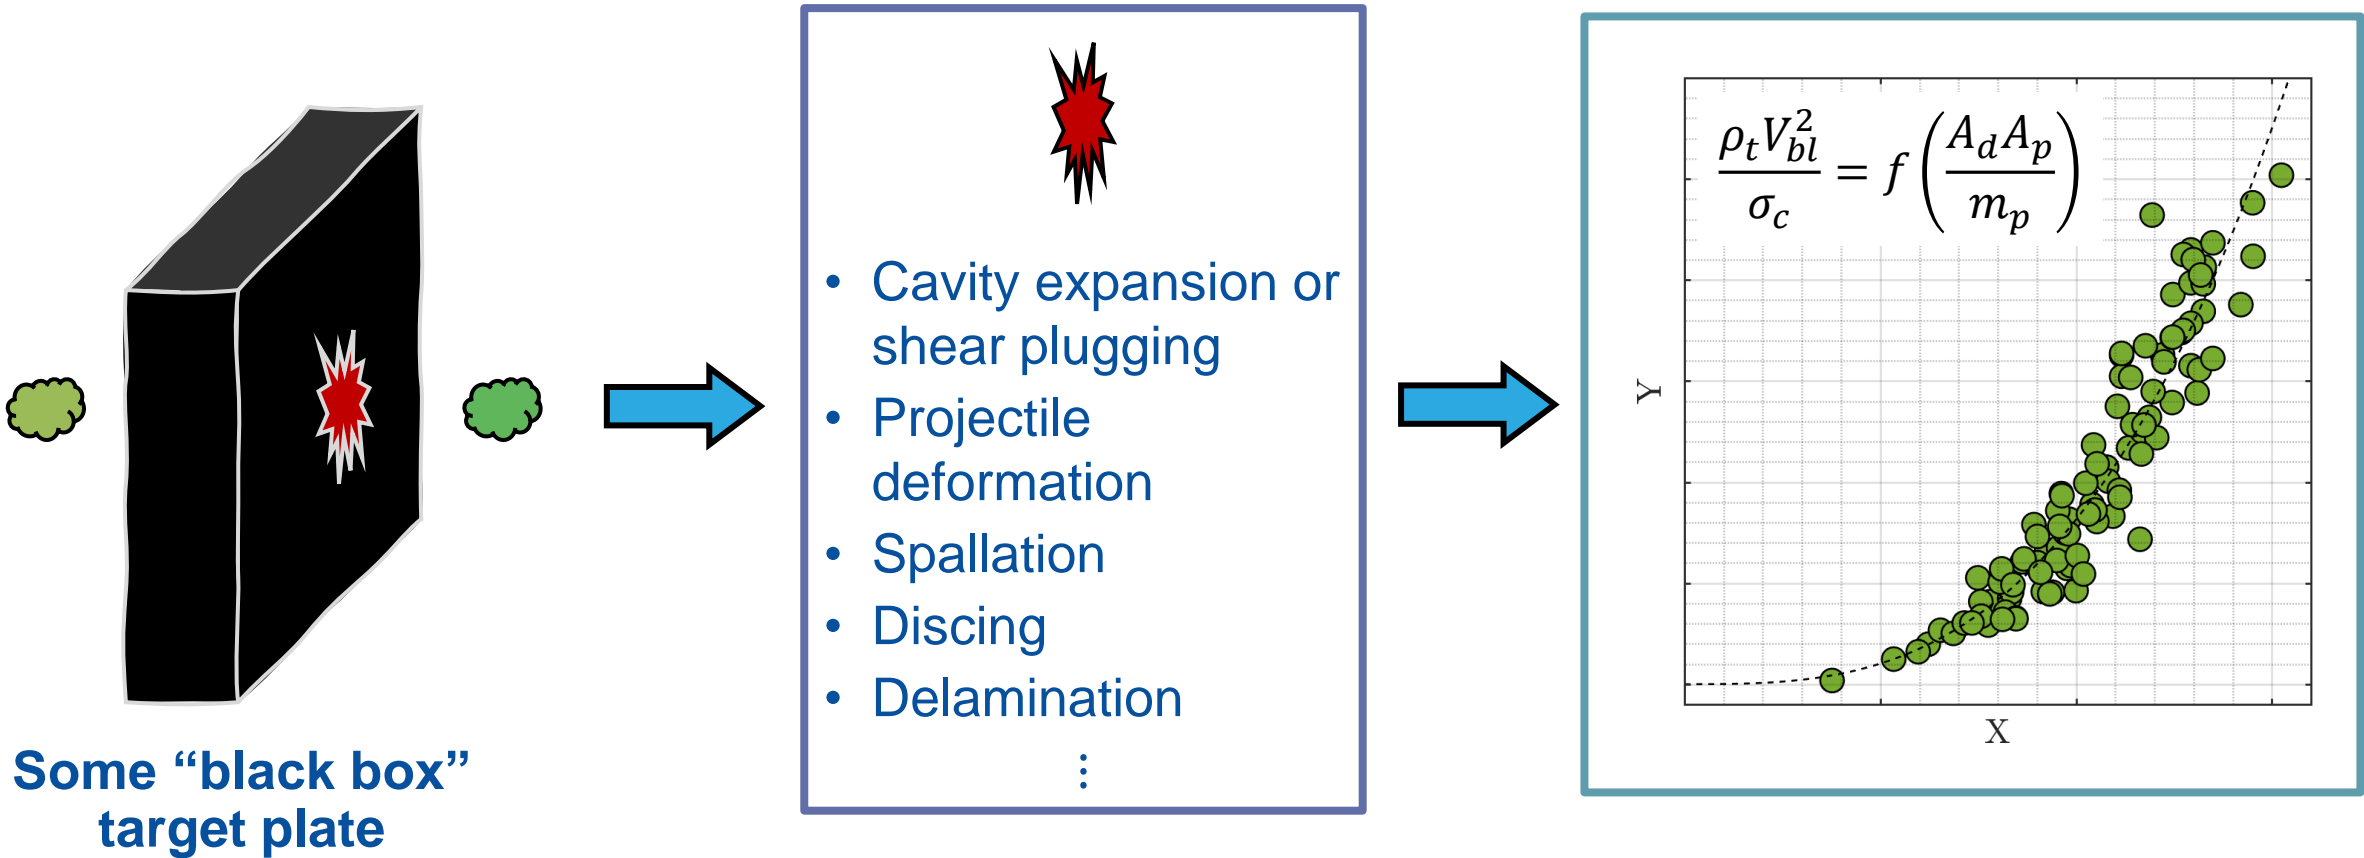 Some “black box”
target plate
• Cavity expansion or
shear plugging
• Projectile
deformation
• Spallation
• Discing
• Delamination
⋮
ρ_t V_bl^2 / σ_c = f(A_d A_p / m_p)
Y
X